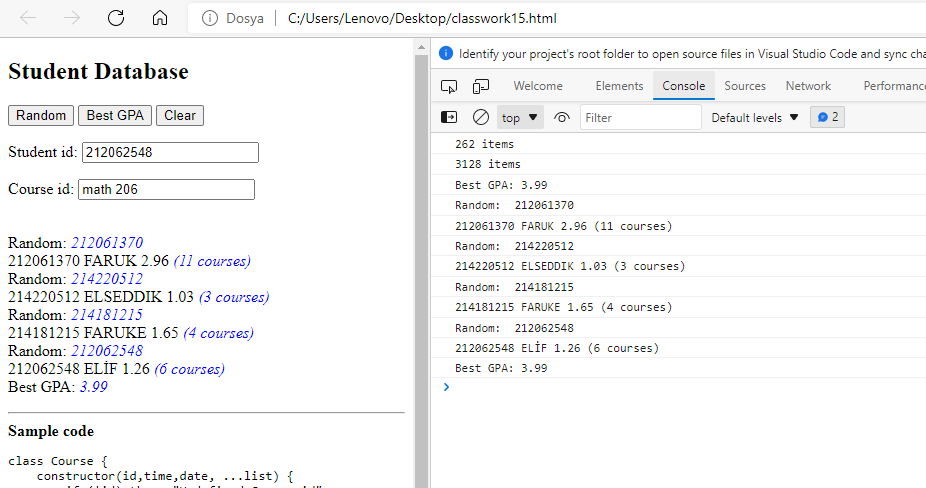 Dosya | C:/Users/Lenovo/Desktop/classwork15.html
Student Database
Random Best GPA Clear
Student id: 212062548
Course id: math 206
Random: 212061370
212061370 FARUK 2.96 (11 courses)
Random: 214220512
214220512 ELSEDDIK 1.03 (3 courses)
Random: 214181215
214181215 FARUKE 1.65 (4 courses)
Random: 212062548
212062548 ELİF 1.26 (6 courses)
Best GPA: 3.99
Sample code
class Course {
constructor(id,time,date, ...list) {
Identify your project's root folder to open source files in Visual Studio Code and sync cha
Welcome Elements Console Sources Network Performance
top Filter Default levels 2
262 items
3128 items
Best GPA: 3.99
Random:  212061370
212061370 FARUK 2.96 (11 courses)
Random:  214220512
214220512 ELSEDDIK 1.03 (3 courses)
Random:  214181215
214181215 FARUKE 1.65 (4 courses)
Random:  212062548
212062548 ELİF 1.26 (6 courses)
Best GPA: 3.99